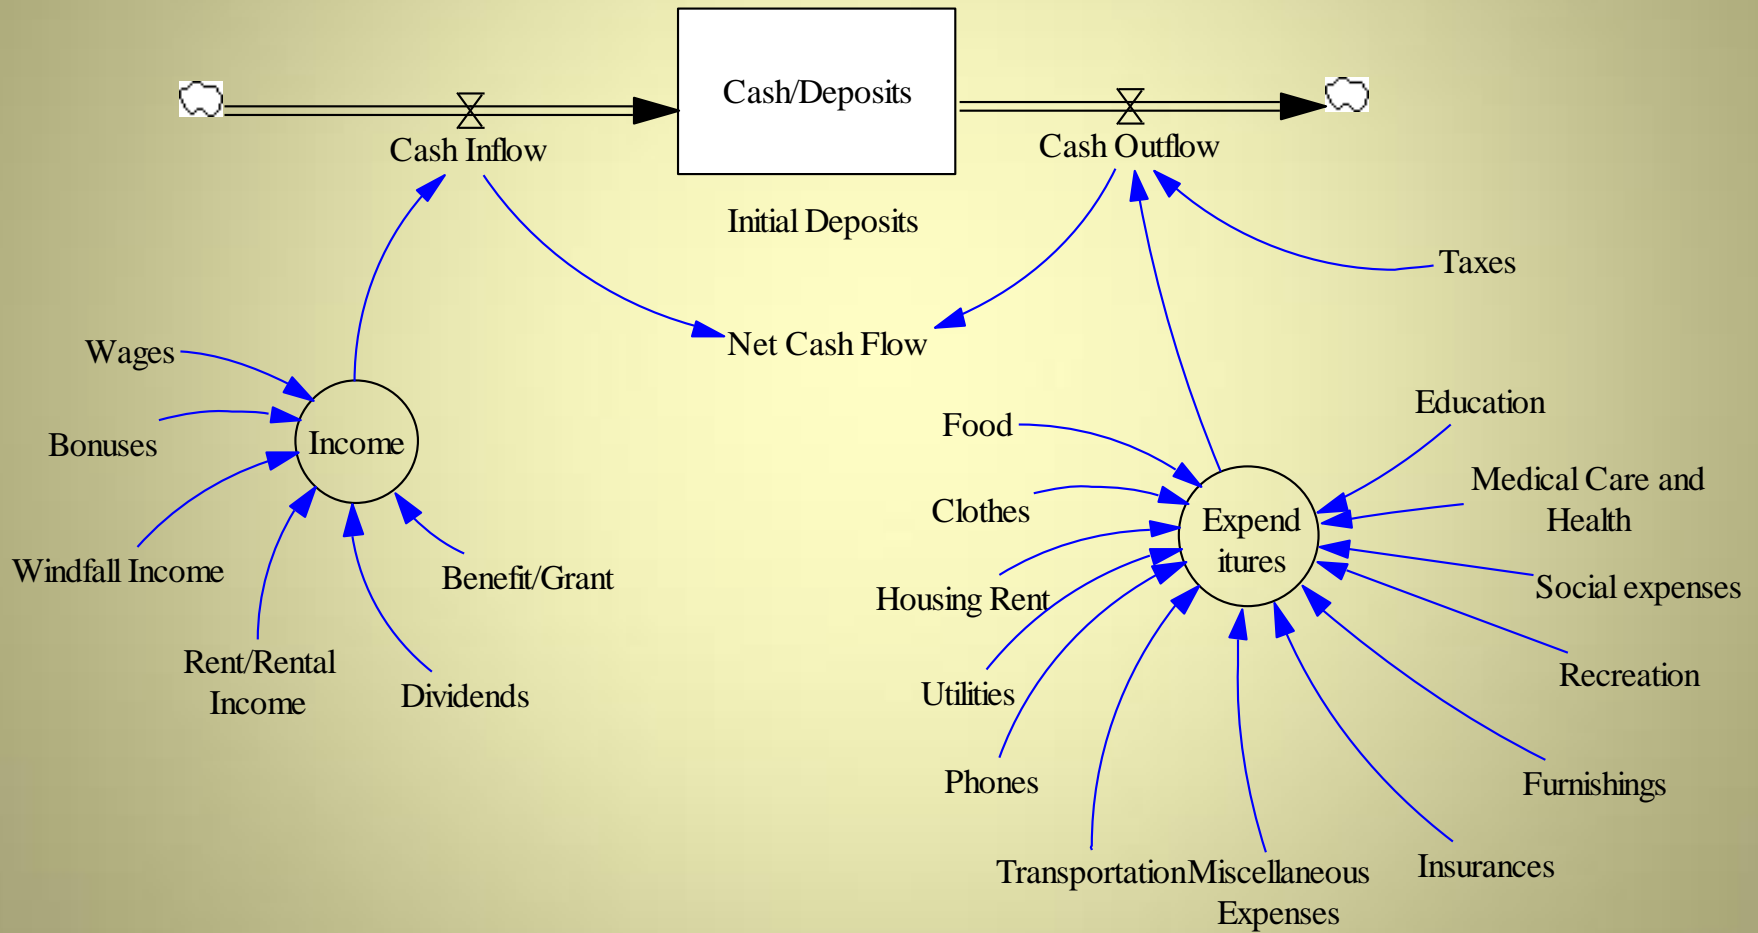 Cash/Deposits
Cash Inflow
Cash Outflow
Initial Deposits
Taxes
Net Cash Flow
Wages
Bonuses
Income
Windfall Income
Benefit/Grant
Rent/Rental
Income
Dividends
Food
Education
Clothes
Medical Care and
Health
Expend
itures
Housing Rent
Social expenses
Utilities
Recreation
Phones
Furnishings
Transportation
Miscellaneous
Expenses
Insurances